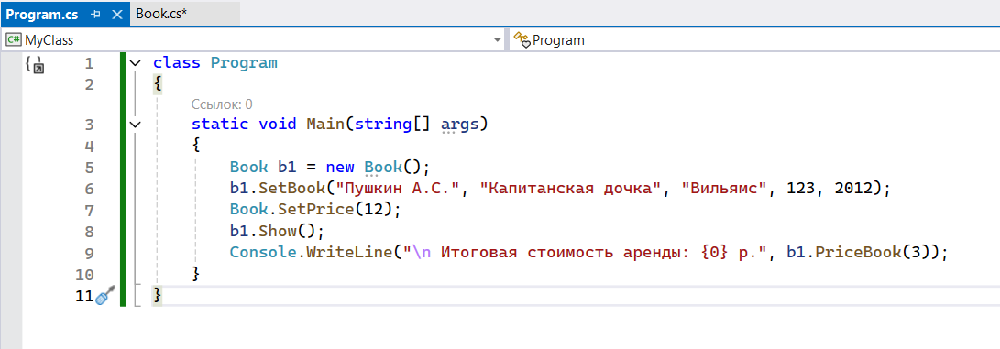 Program.cs
Book.cs*
MyClass
Program
1 class Program
2 {
Ссылок: 0
3 static void Main(string[] args)
4 {
5 Book b1 = new Book();
6 b1.SetBook("Пушкин А.С.", "Капитанская дочка", "Вильямс", 123, 2012);
7 Book.SetPrice(12);
8 b1.Show();
9 Console.WriteLine("\n Итоговая стоимость аренды: {0} р.", b1.PriceBook(3));
10 }
11 }